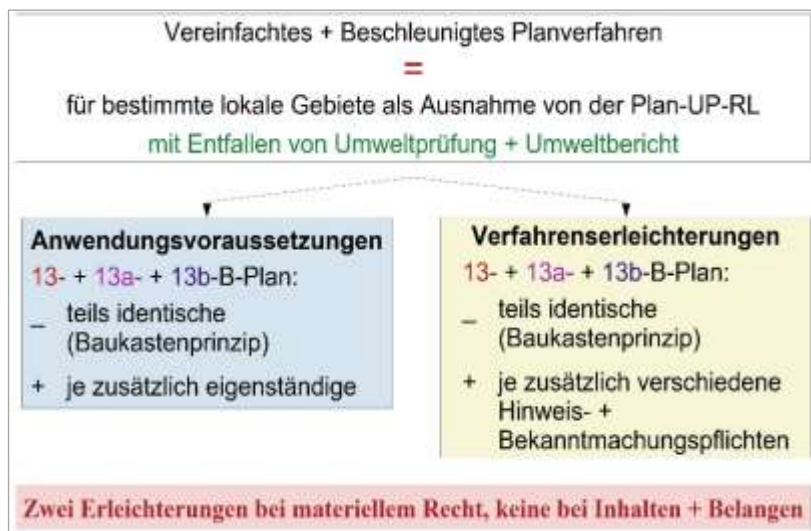 Vereinfachtes + Beschleunigtes Planverfahren
=
für bestimmte lokale Gebiete als Ausnahme von der Plan-UP-RL
mit Entfallen von Umweltprüfung + Umweltbericht
Anwendungsvoraussetzungen
13- + 13a- + 13b-B-Plan:
– teils identische
(Baukastenprinzip)
+ je zusätzlich eigenständige
Verfahrenserleichterungen
13- + 13a- + 13b-B-Plan:
– teils identische
(Baukastenprinzip)
+ je zusätzlich verschiedene
Hinweis- +
Bekanntmachungspflichten
Zwei Erleichterungen bei materiellem Recht, keine bei Inhalten + Belangen